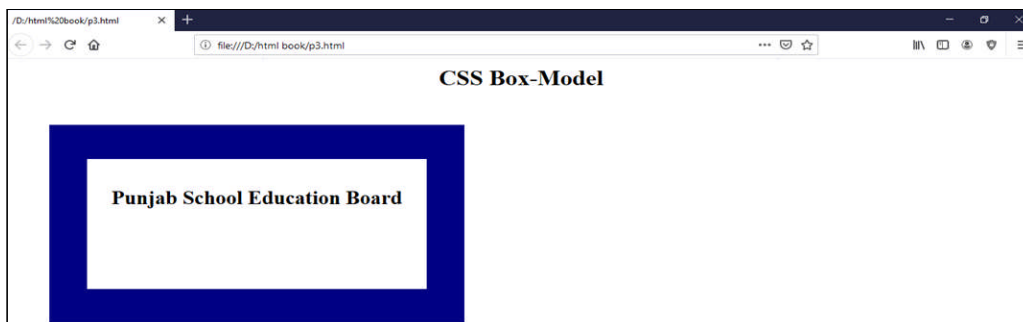 /D:/html%20book/p3.html
file:///D:/html book/p3.html
CSS Box-Model
Punjab School Education Board